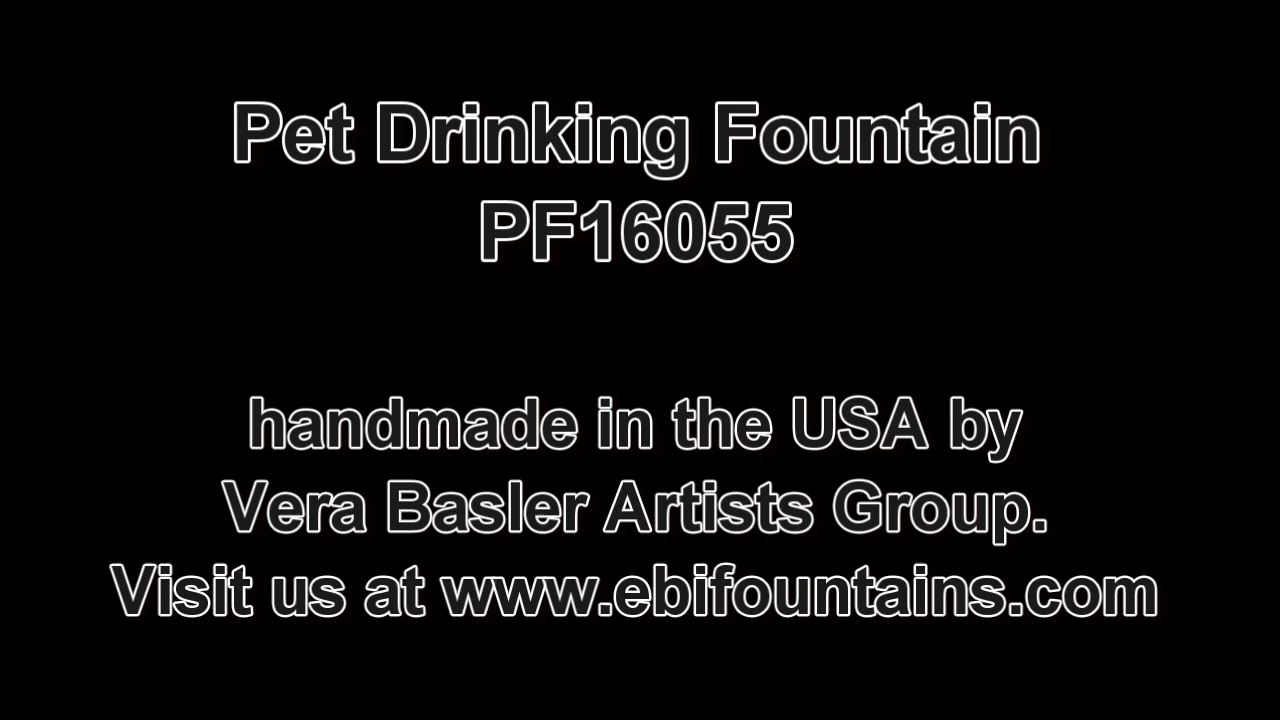 Pet Drinking Fountain
PF16055
handmade in the USA by
Vera Basler Artists Group.
Visit us at www.ebifountains.com